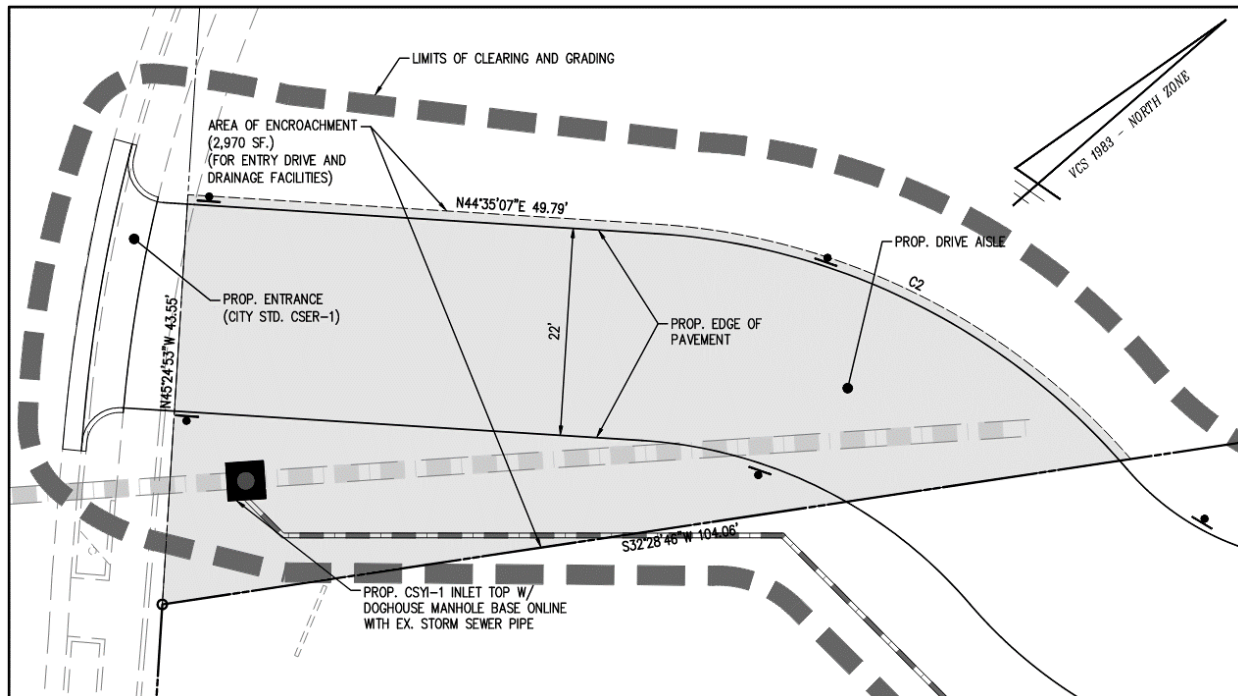 LIMITS OF CLEARING AND GRADING
VCS 1983 - NORTH ZONE
AREA OF ENCROACHMENT
(2,970 SF.)
(FOR ENTRY DRIVE AND
DRAINAGE FACILITIES)
N44°35'07"E 49.79'
PROP. DRIVE AISLE
C2
PROP. ENTRANCE
(CITY STD. CSER-1)
N45°24'53"W 43.55'
22'
PROP. EDGE OF
PAVEMENT
S32°28'46"W 104.06'
PROP. CSYI-1 INLET TOP W/
DOGHOUSE MANHOLE BASE ONLINE
WITH EX. STORM SEWER PIPE